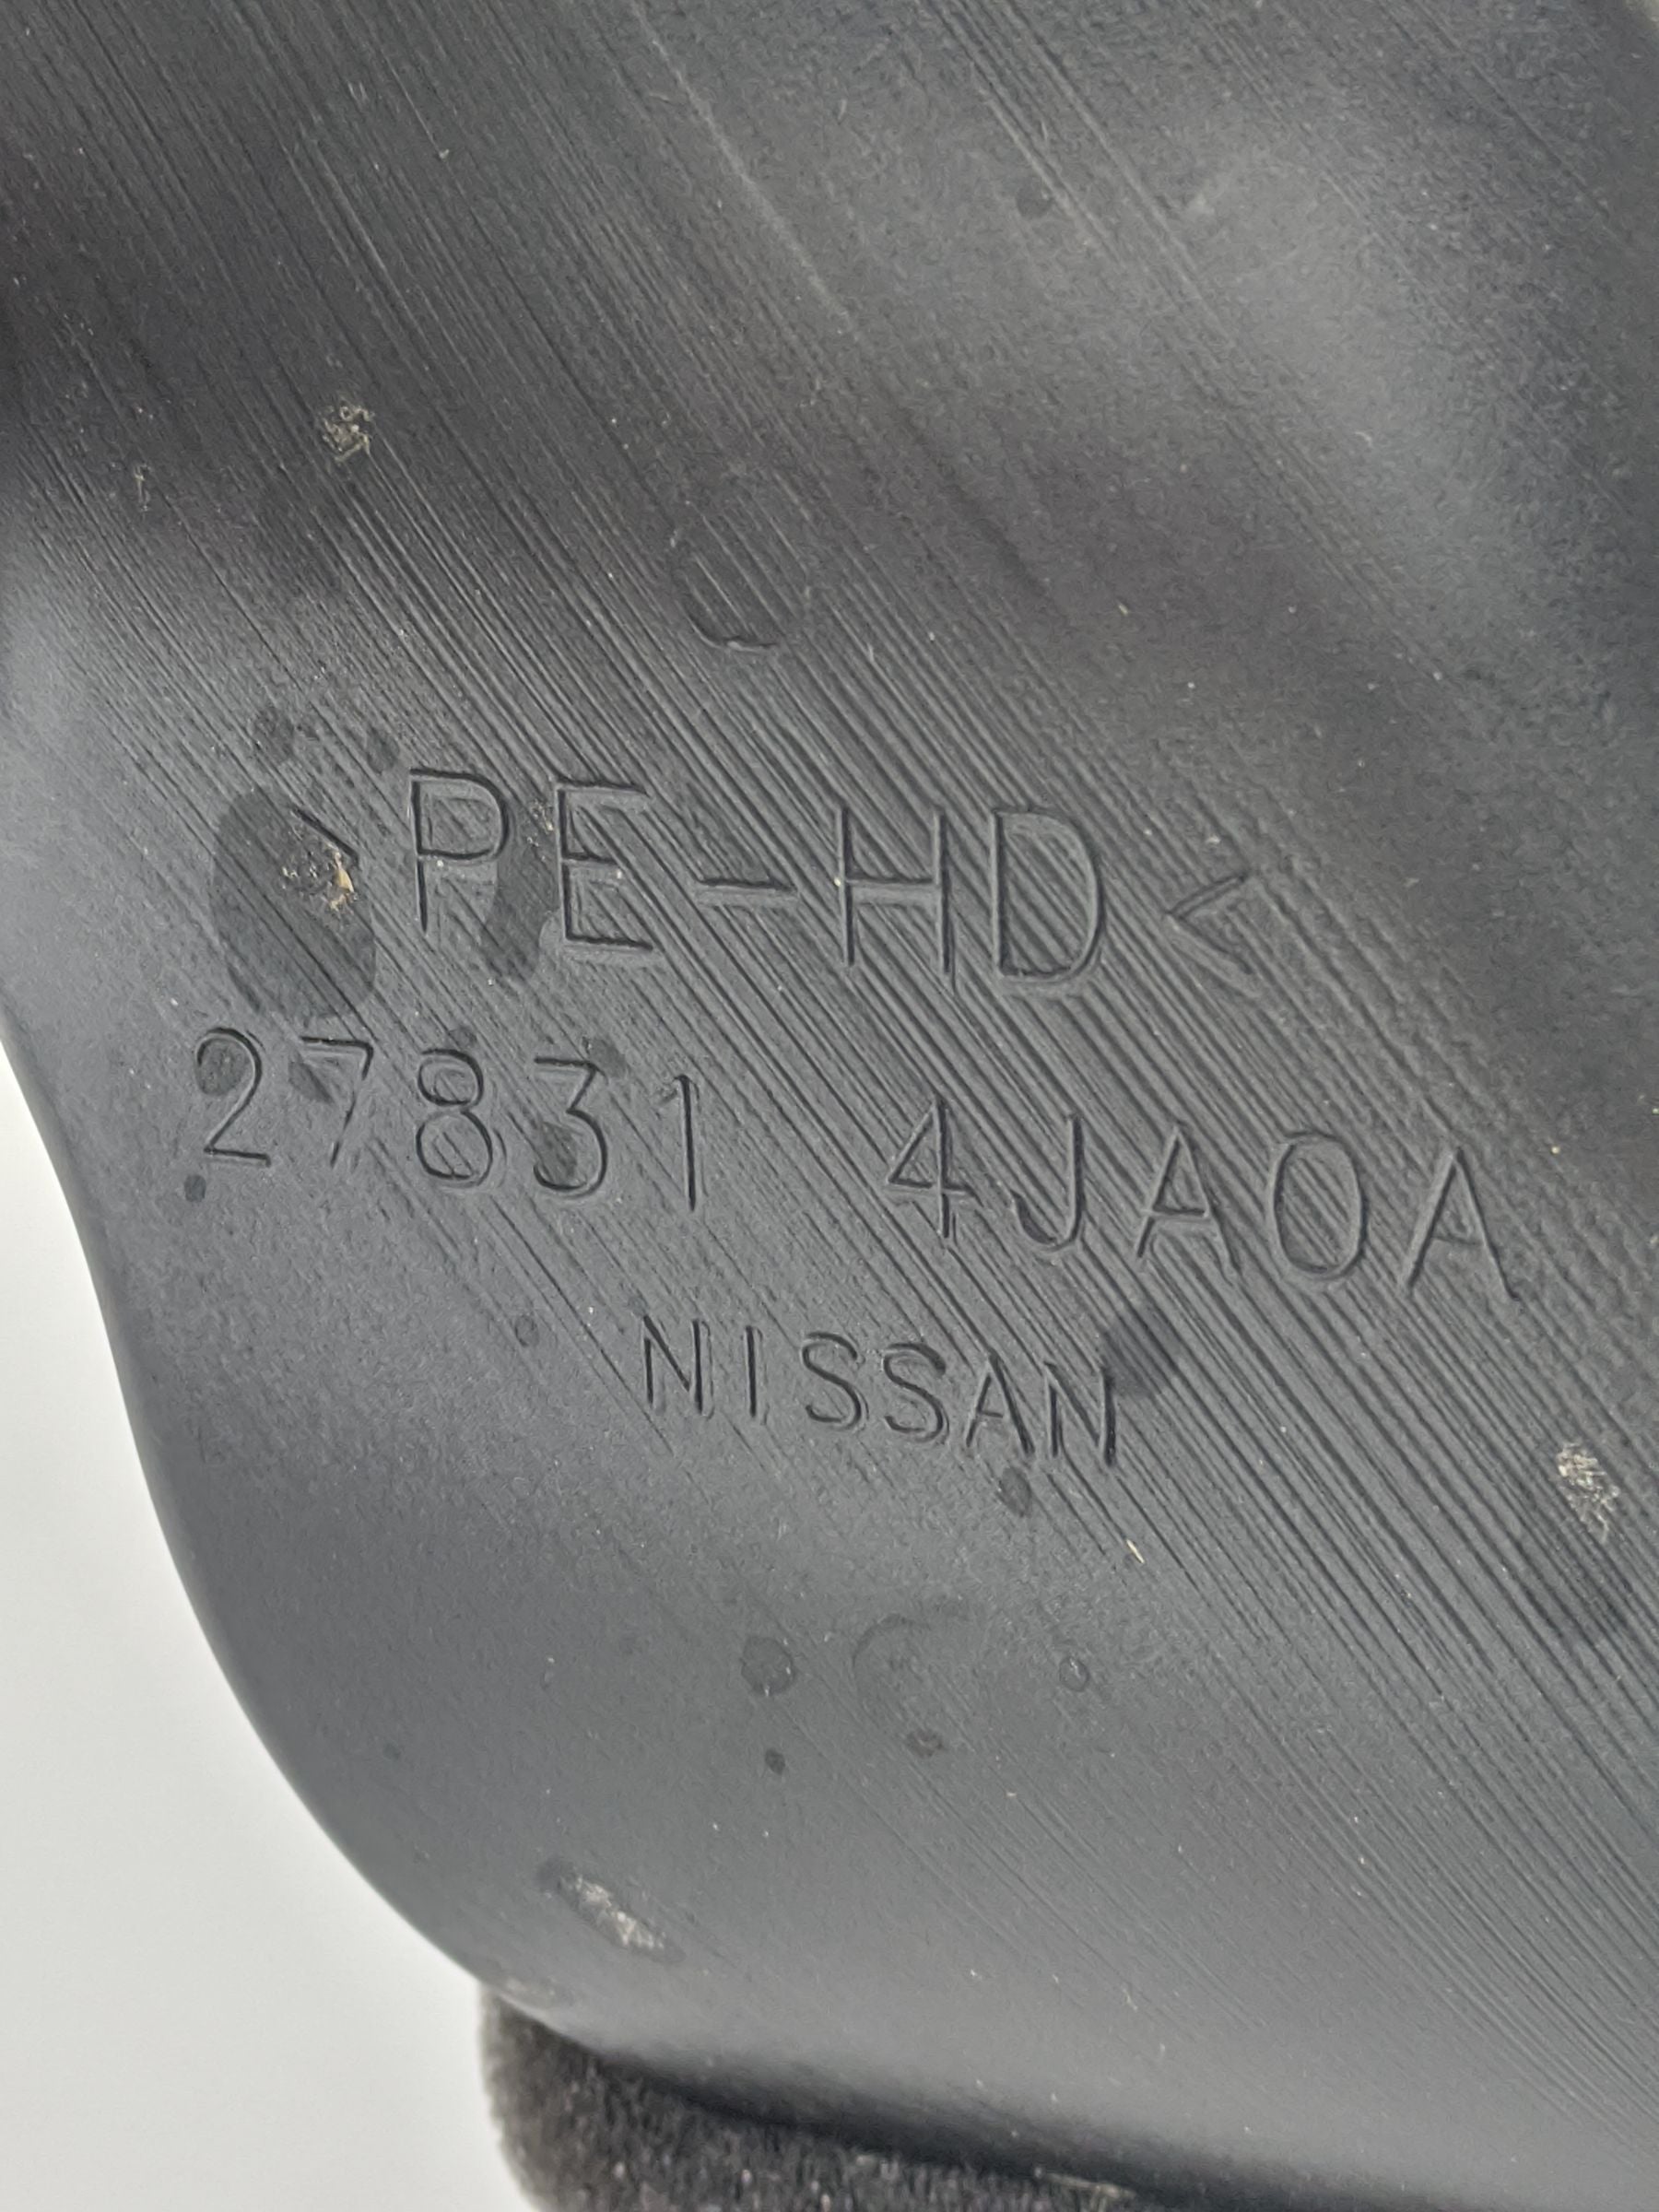 >PE-HD<
27831 4JA0A
NISSAN